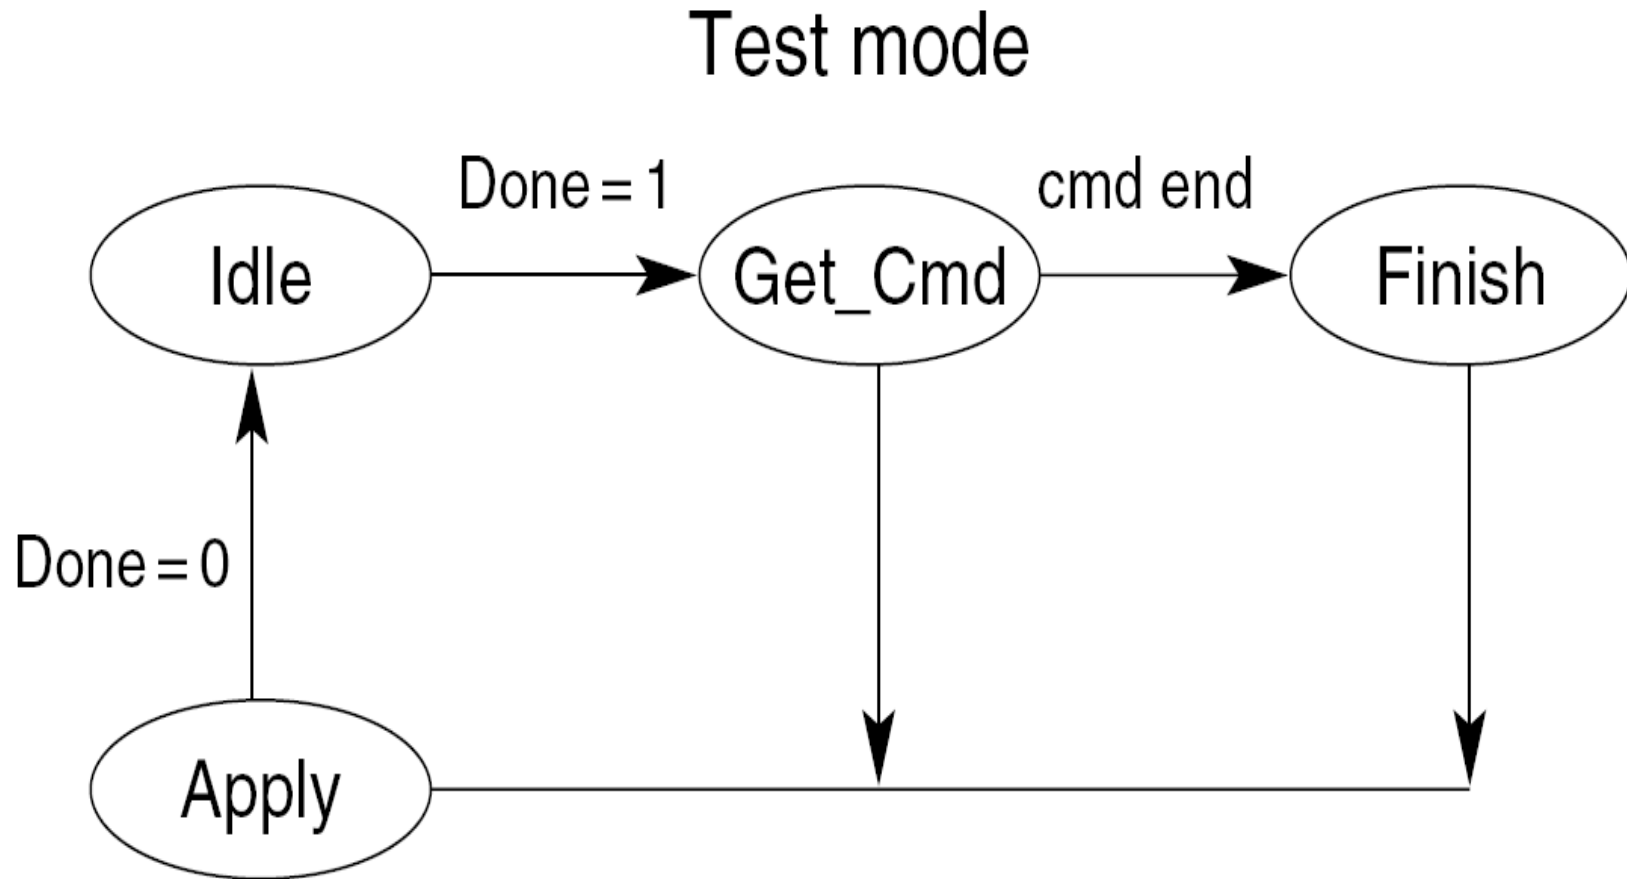 Test mode
Done = 1
cmd end
Idle
Get_Cmd
Finish
Done = 0
Apply